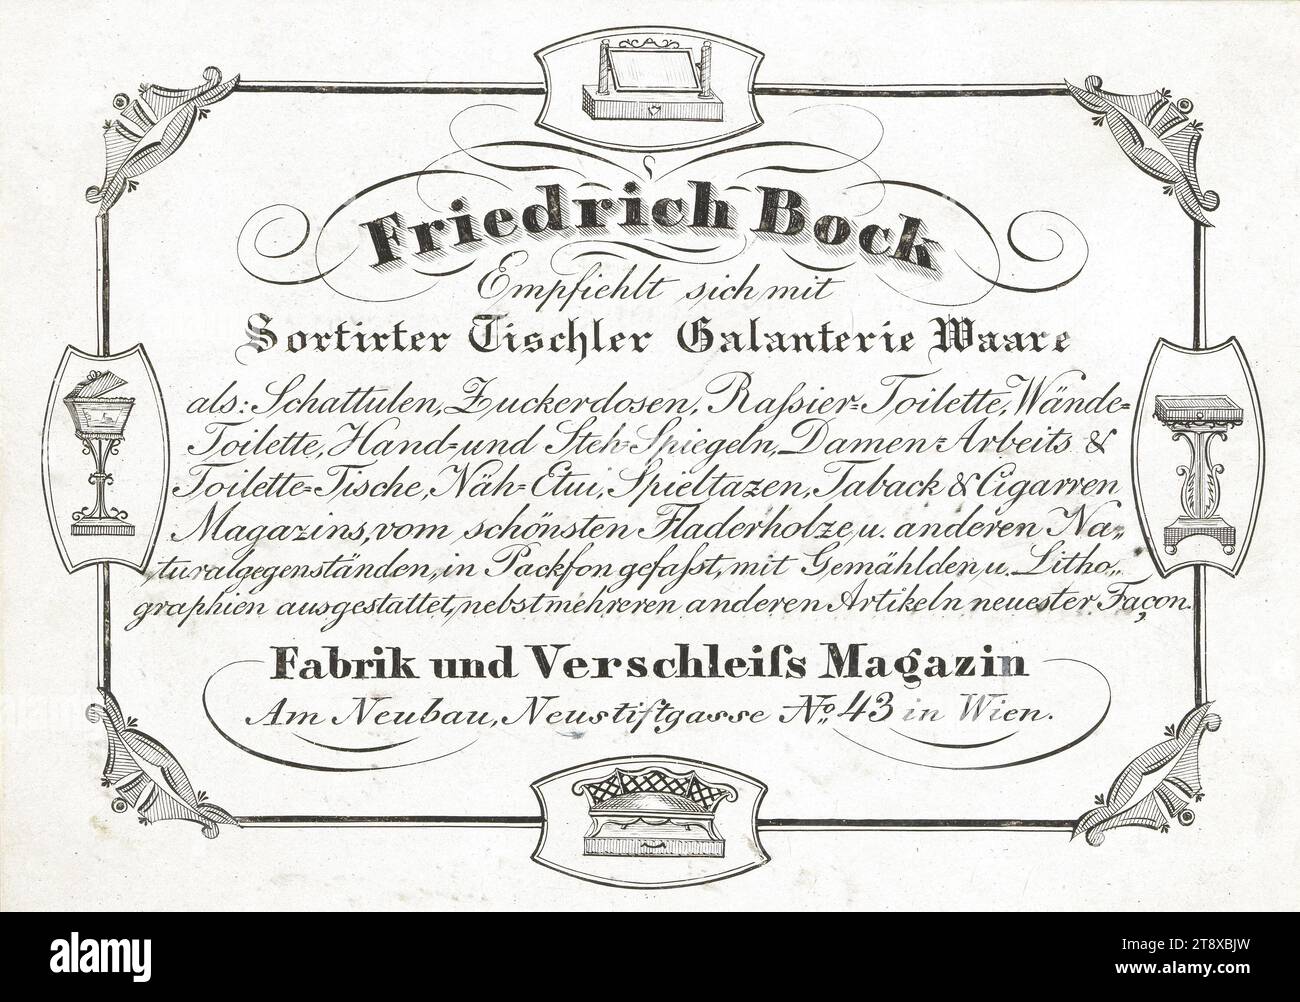 Friedrich Bock
Empfiehlt sich mit
Sortirter Tischler Galanterie Waare
als: Schattulen, Zuckerdosen, Raſsier=Toilette, Wände=
Toilette, Hand= und Steh=Spiegeln, Damen=Arbeits &
Toilette=Tische, Näh=Etui, Spieltazen, Taback & Cigarren
Magazins, vom schönsten Fladerholze, u. anderen Na„
turalgegenständen, in Packfon gefaſst, mit Gemählden, u. Litho„
graphien ausgestattet, nebst mehreren anderen Artikeln neuester Façon.
Fabrik und Verschleiſs Magazin
Am Neubau, Neustiftgasse No. 43 in Wien.
alamy
Image ID: 2T8XBJW
www.alamy.com